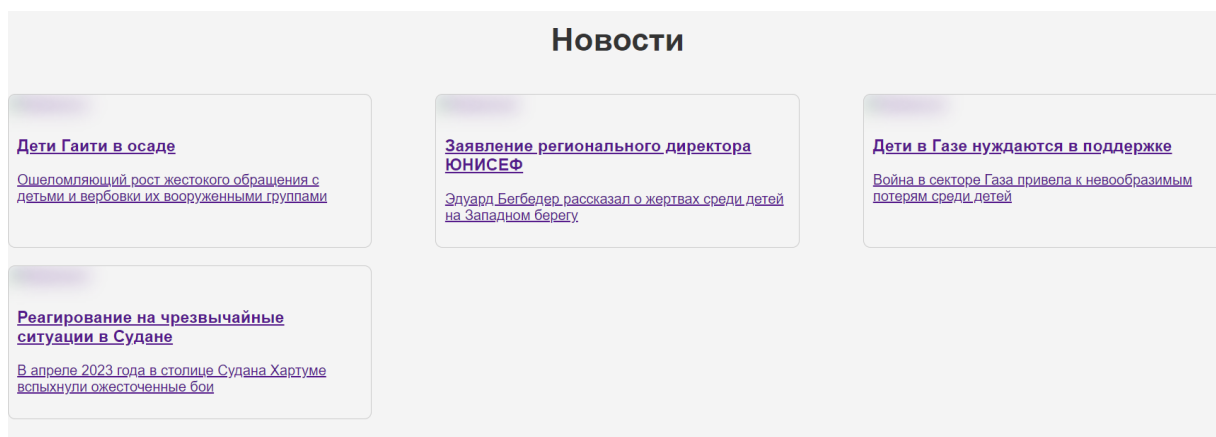 Новости
Дети Гаити в осаде
Ошеломляющий рост жестокого обращения с
детьми и вербовки их вооруженными группами
Заявление регионального директора
ЮНИСЕФ
Эдуард Бегбедер рассказал о жертвах среди детей
на Западном берегу
Дети в Газе нуждаются в поддержке
Война в секторе Газа привела к невообразимым
потерям среди детей
Реагирование на чрезвычайные
ситуации в Судане
В апреле 2023 года в столице Судана Хартуме
вспыхнули ожесточенные бои